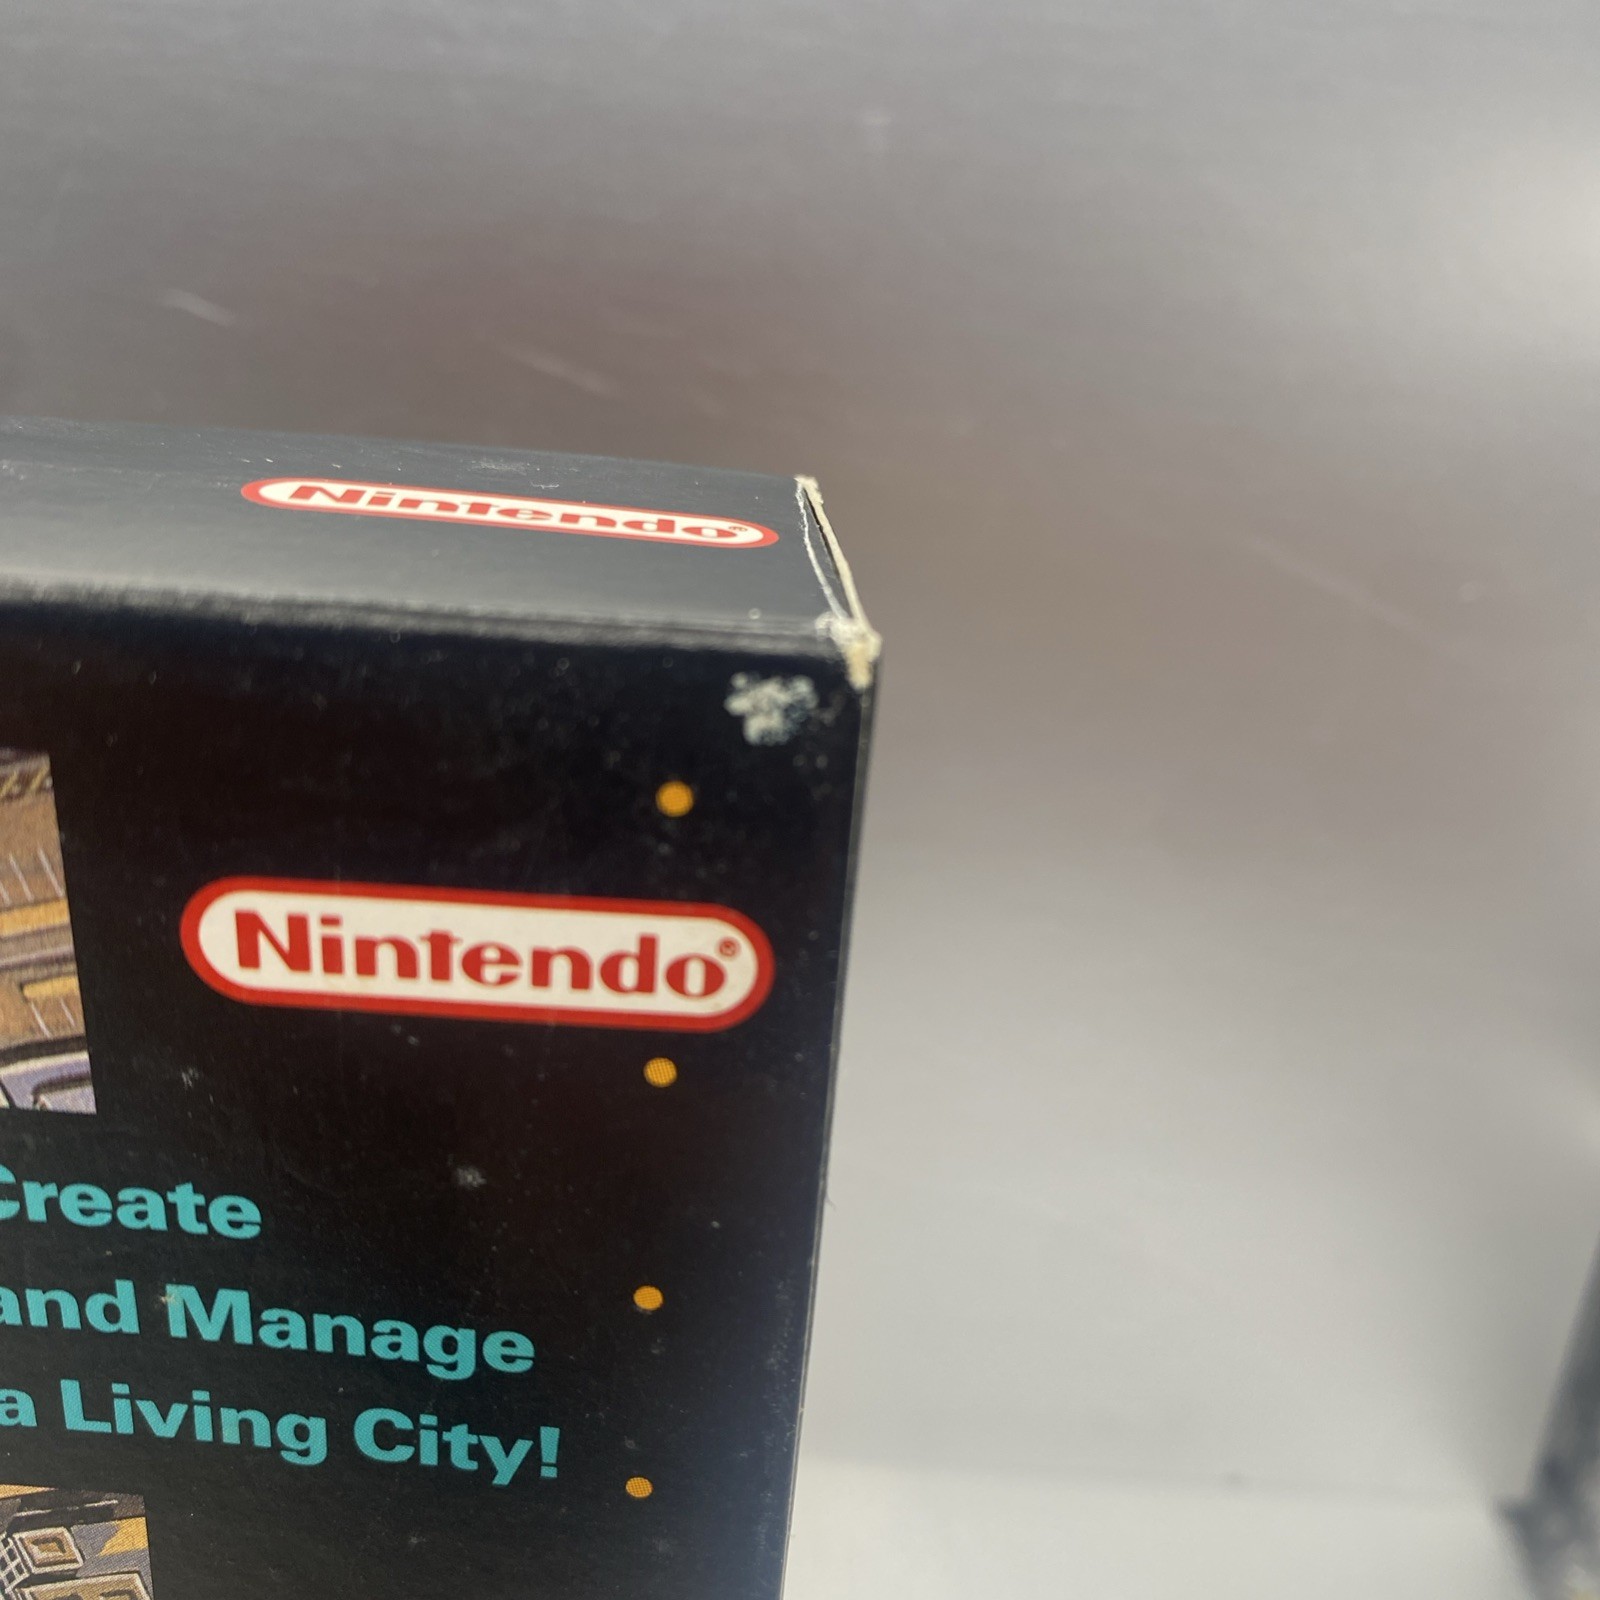 Nintendo®
Nintendo®
Create
and Manage
a Living City!